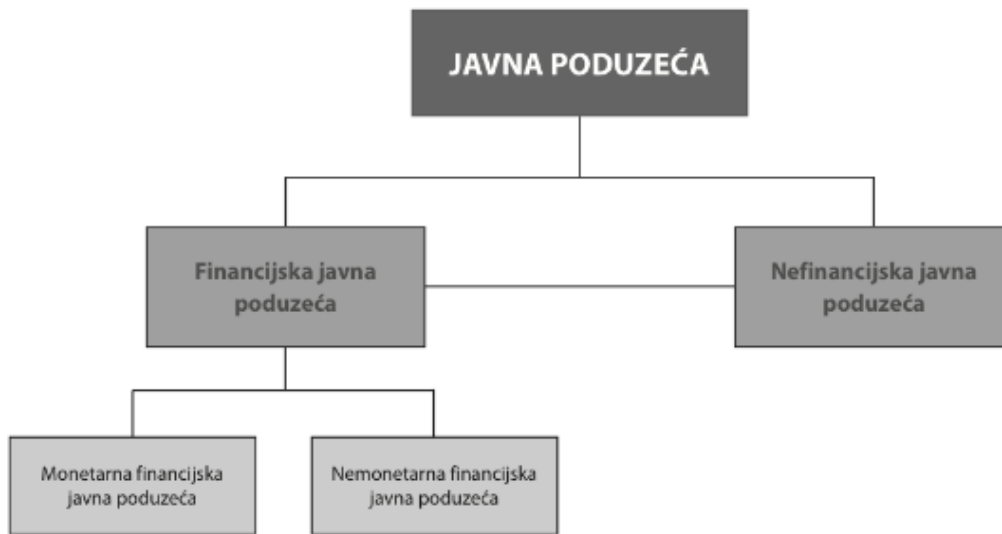 JAVNA PODUZEĆA
Financijska javna
poduzeća
Nefinancijska javna
poduzeća
Monetarna financijska
javna poduzeća
Nemonetarna financijska
javna poduzeća